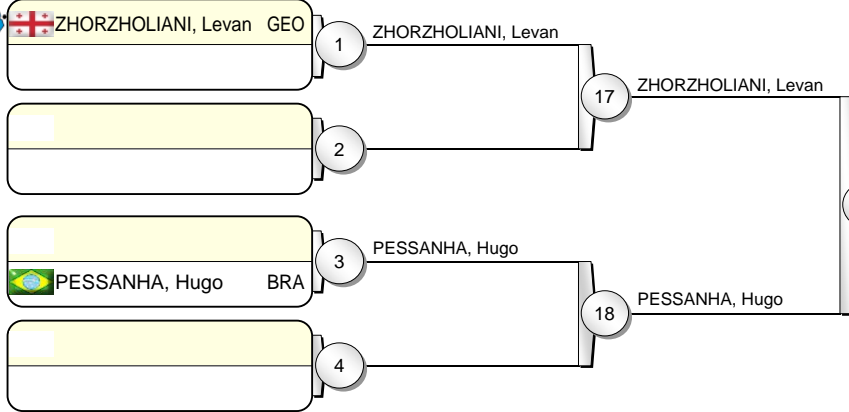 ZHORZHOLIANI, Levan GEO
1
ZHORZHOLIANI, Levan
17
ZHORZHOLIANI, Levan
2
3
PESSANHA, Hugo
PESSANHA, Hugo BRA
18
PESSANHA, Hugo
4